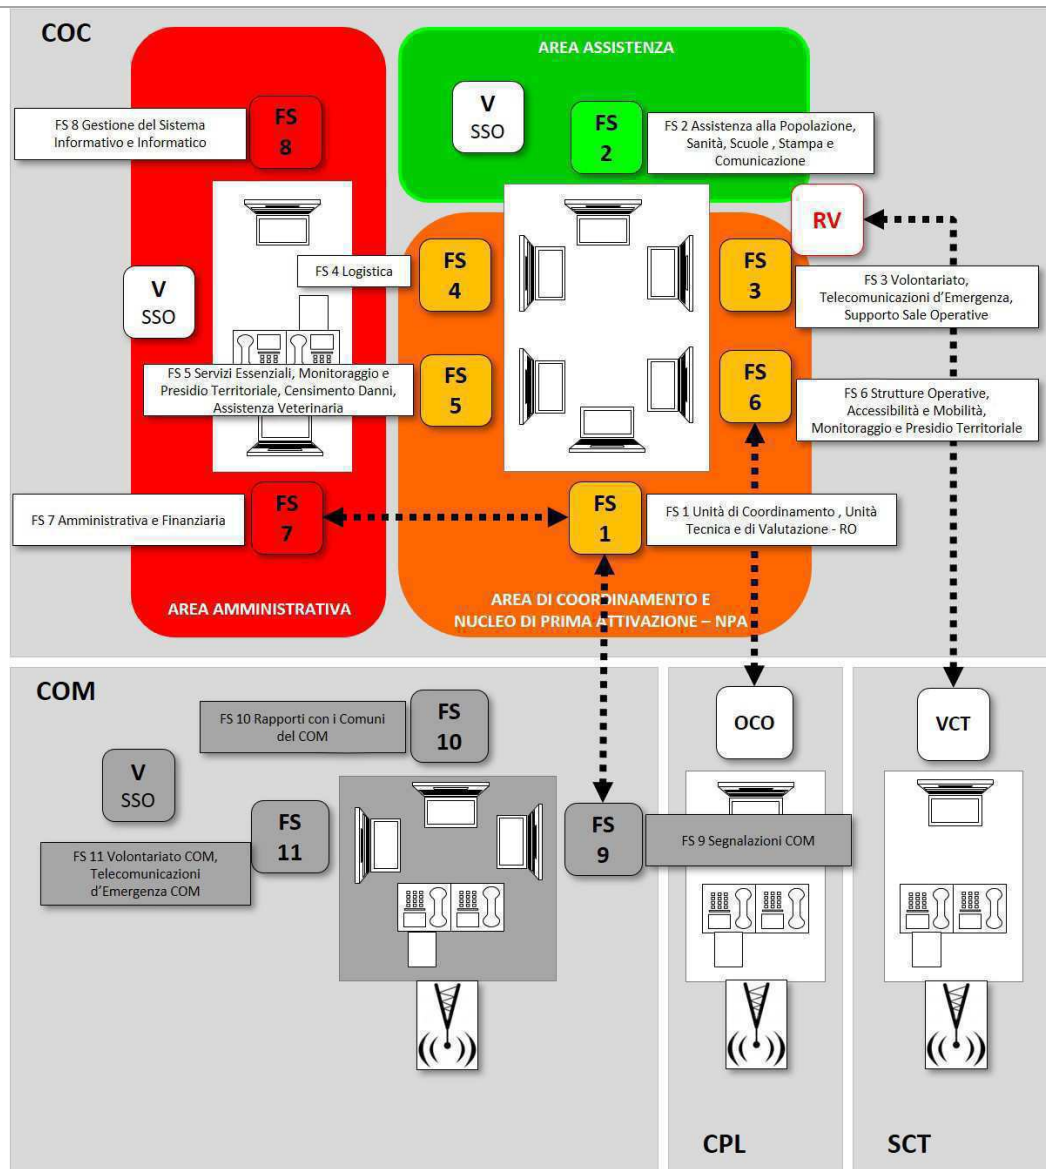 COC
AREA ASSISTENZA
V
SSO
FS
2
FS 2 Assistenza alla Popolazione,
Sanità, Scuole , Stampa e
Comunicazione
FS
8
FS 8 Gestione del Sistema
Informativo e Informatico
RV
V
SSO
FS 4 Logistica
FS
4
FS
3
FS 3 Volontariato,
Telecomunicazioni d’Emergenza,
Supporto Sale Operative
FS 5 Servizi Essenziali, Monitoraggio e
Presidio Territoriale, Censimento Danni,
Assistenza Veterinaria
FS
5
FS
6
FS 6 Strutture Operative,
Accessibilità e Mobilità,
Monitoraggio e Presidio Territoriale
FS 7 Amministrativa e Finanziaria
FS
7
FS
1
FS 1 Unità di Coordinamento , Unità
Tecnica e di Valutazione - RO
AREA AMMINISTRATIVA
AREA DI COORDINAMENTO E
NUCLEO DI PRIMA ATTIVAZIONE – NPA
COM
FS 10 Rapporti con i Comuni
del COM
FS
10
OCO
VCT
V
SSO
FS
11
FS 11 Volontariato COM,
Telecomunicazioni
d’Emergenza COM
FS
9
FS 9 Segnalazioni COM
CPL
SCT